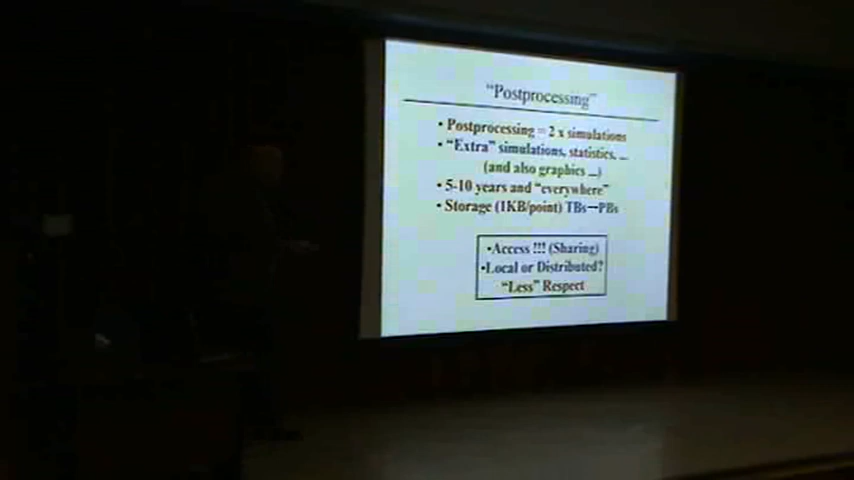 "Postprocessing"
• Postprocessing = 2 x simulations
• "Extra" simulations, statistics, ...
(and also graphics ...)
• 5-10 years and "everywhere"
• Storage (1KB/point) TBs→PBs
•Access !!! (Sharing)
•Local or Distributed?
"Less" Respect